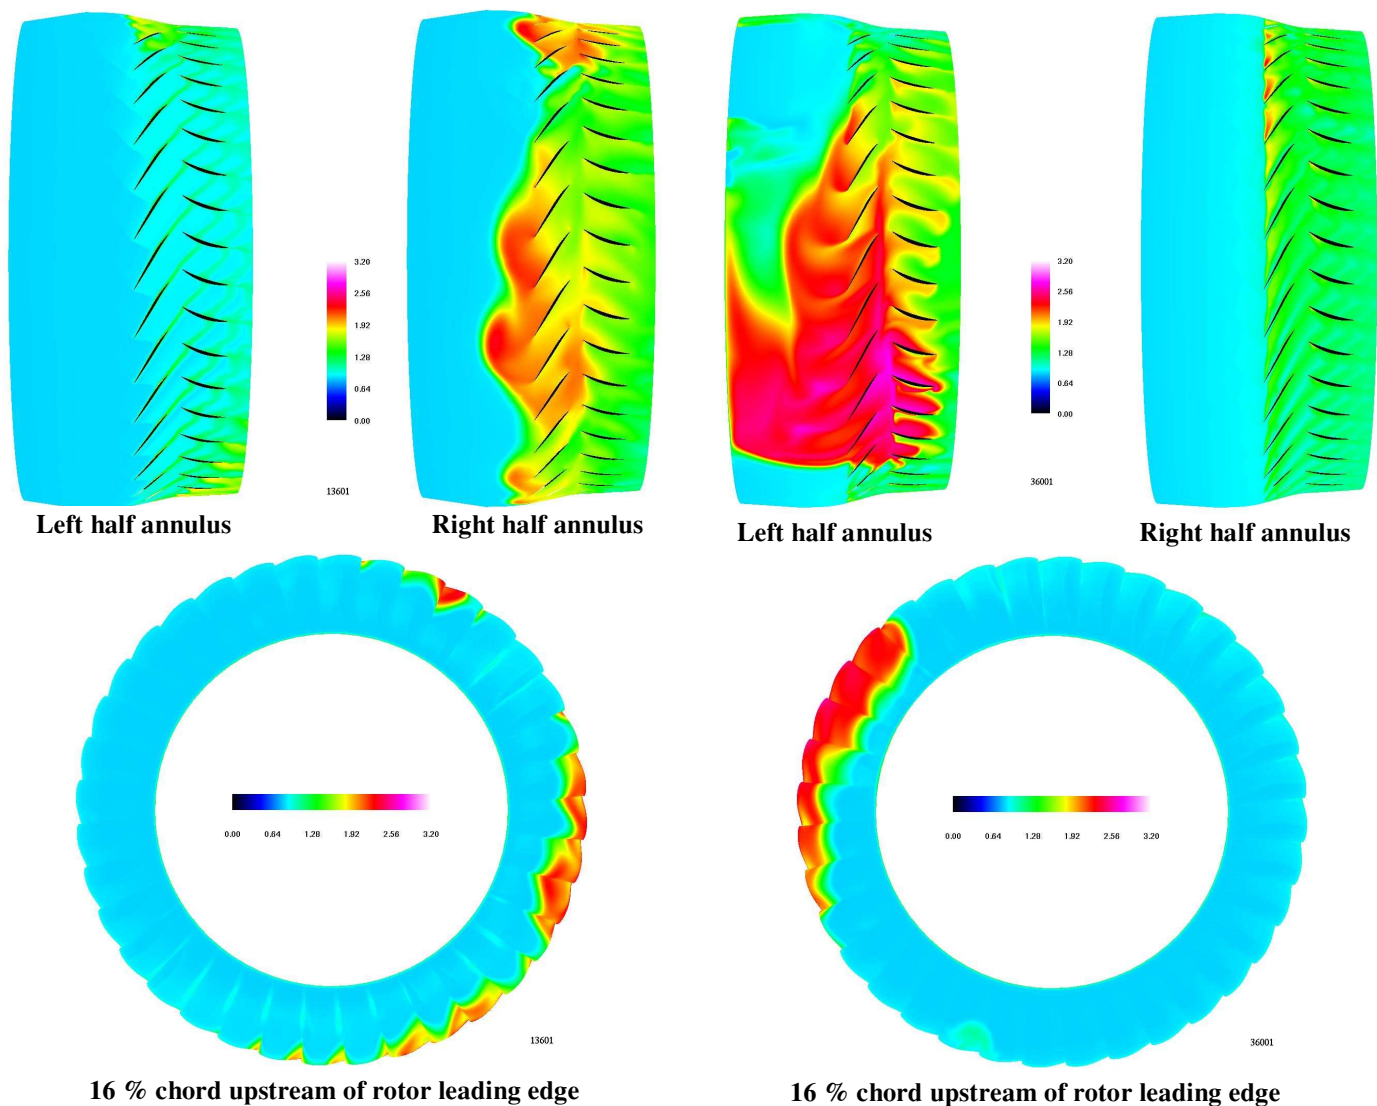 3.20
2.56
1.92
1.28
0.64
0.00
13601
Left half annulus
Right half annulus
3.20
2.56
1.92
1.28
0.64
0.00
36001
Left half annulus
Right half annulus
0.00 0.64 1.28 1.92 2.56 3.20
13601
16 % chord upstream of rotor leading edge
0.00 0.64 1.28 1.92 2.56 3.20
36001
16 % chord upstream of rotor leading edge